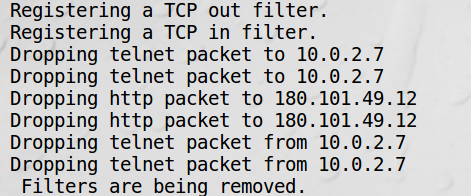 Registering a TCP out filter.
Registering a TCP in filter.
Dropping telnet packet to 10.0.2.7
Dropping telnet packet to 10.0.2.7
Dropping http packet to 180.101.49.12
Dropping http packet to 180.101.49.12
Dropping telnet packet from 10.0.2.7
Dropping telnet packet from 10.0.2.7
 Filters are being removed.